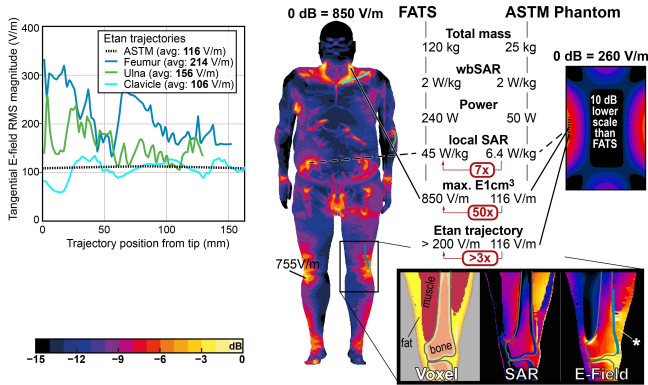 Tangential E-field RMS magnitude (V/m)
400
300
200
100
0
0
50
100
150
Trajectory position from tip (mm)
Etan trajectories
ASTM (avg: 116 V/m)
Feumur (avg: 214 V/m)
Ulna (avg: 156 V/m)
Clavicle (avg: 106 V/m)
−15
−12
−9
−6
−3
0
dB
0 dB = 850 V/m
755V/m
FATS
ASTM Phantom
Total mass
120 kg
25 kg
wbSAR
2 W/kg
2 W/kg
Power
240 W
50 W
local SAR
45 W/kg
6.4 W/kg
7x
max. E1cm³
850 V/m
116 V/m
50x
Etan trajectory
> 200 V/m
116 V/m
>3x
0 dB = 260 V/m
10 dB
lower
scale
than
FATS
muscle
fat
bone
Voxel
SAR
E-Field
*